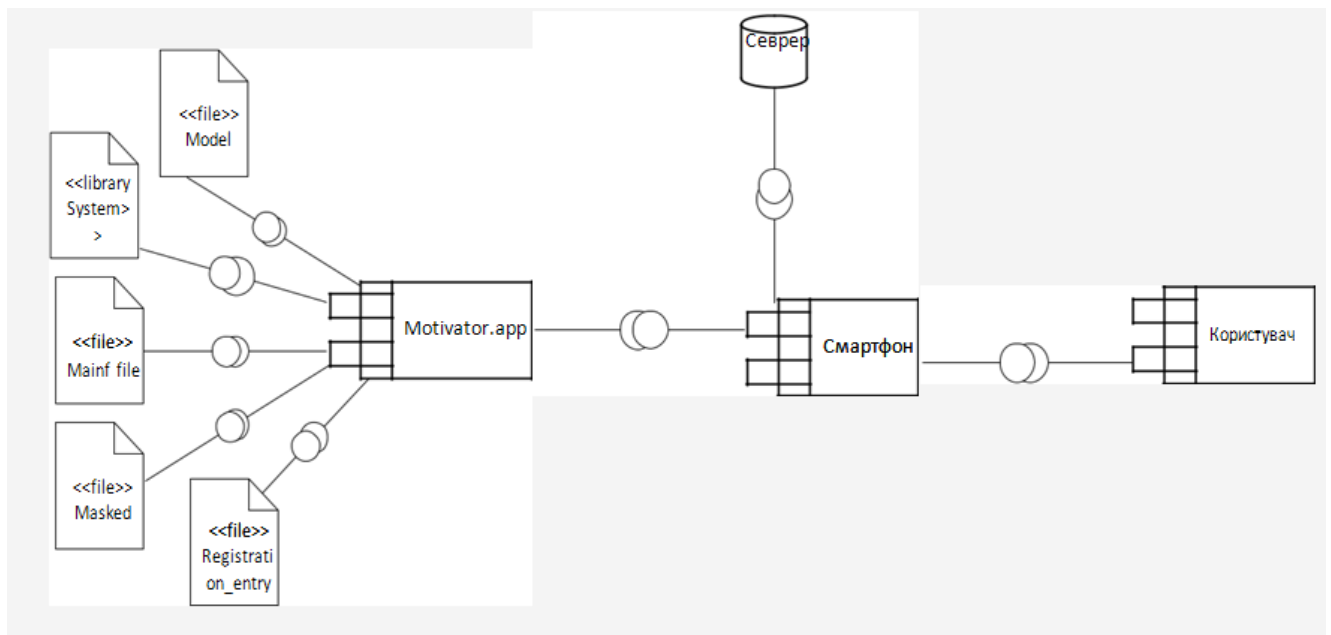 <<file>>
Model
<<library
System>
>
<<file>>
Mainf file
<<file>>
Masked
<<file>>
Registrati
on_entry
Motivator.app
Севрер
Смартфон
Користувач